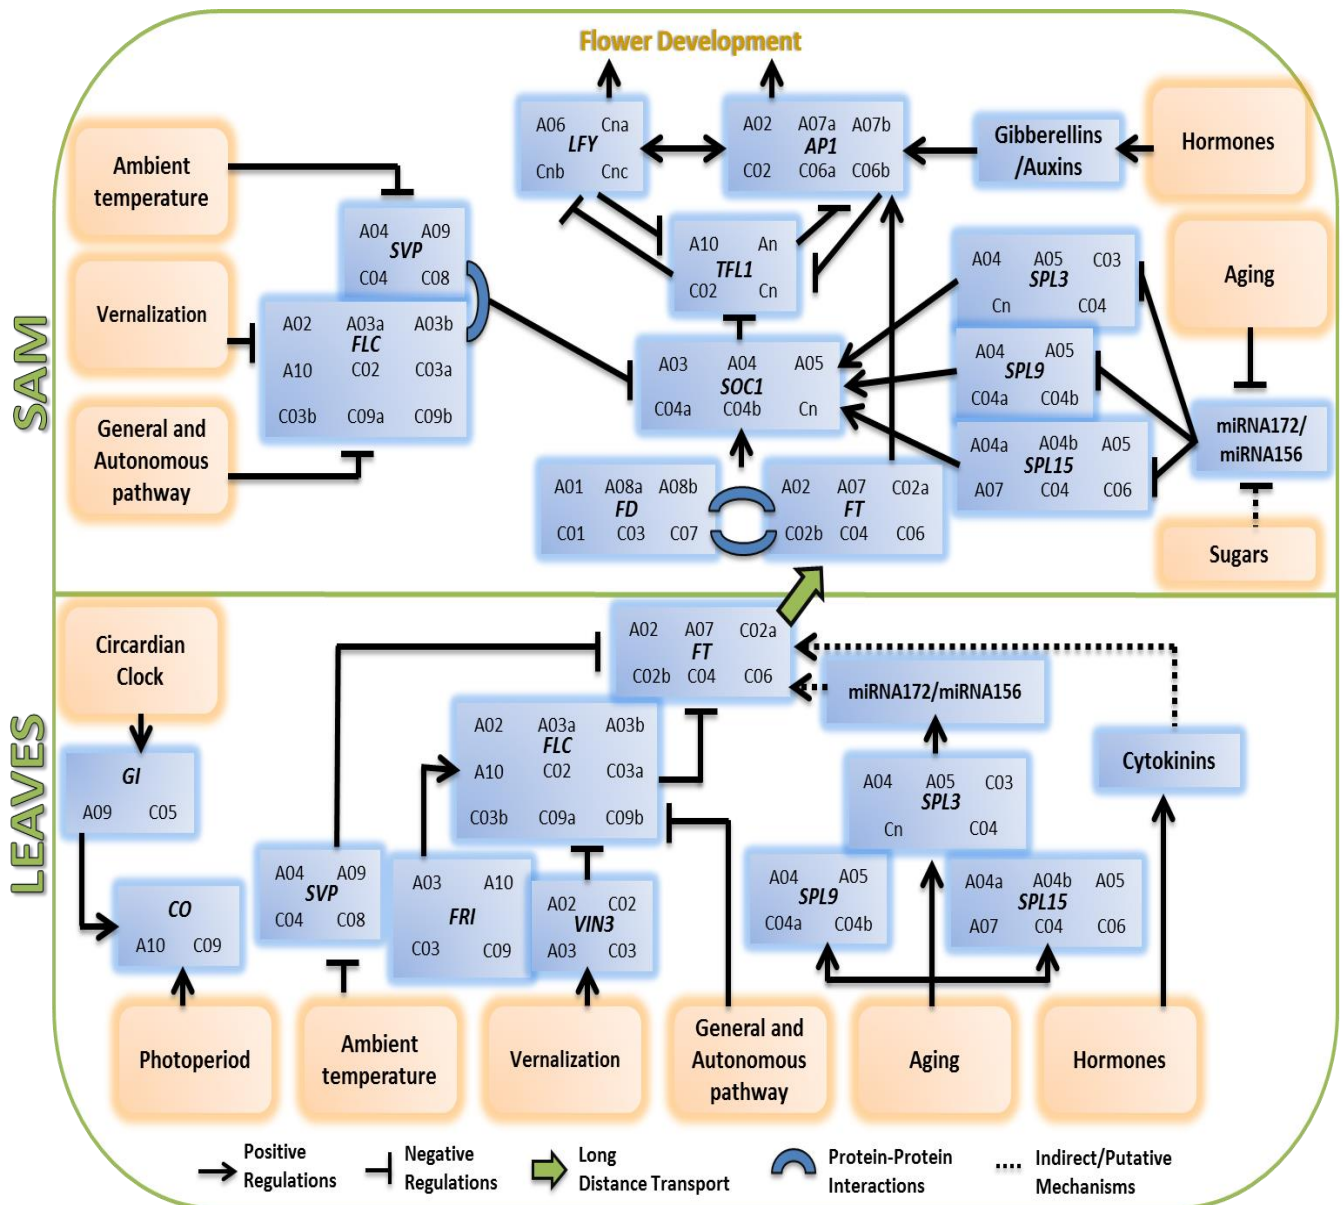 Flower Development
SAM
Ambient
temperature
Vernalization
General and
Autonomous
pathway
A04 A09
SVP
C04 C08
A02 A03a A03b
FLC
A10 C02 C03a
C03b C09a C09b
A06 Cna
LFY
Cnb Cnc
A02 A07a A07b
AP1
C02 C06a C06b
Gibberellins
/Auxins
Hormones
A10 An
TFL1
C02 Cn
A03 A04 A05
SOC1
C04a C04b Cn
A04 A05 C03
SPL3
Cn C04
A04 A05
SPL9
C04a C04b
A04a A04b A05
SPL15
A07 C04 C06
Aging
miRNA172/
miRNA156
Sugars
A01 A08a A08b
FD
C01 C03 C07
A02 A07 C02a
FT
C02b C04 C06
LEAVES
Circardian
Clock
GI
A09 C05
CO
A10 C09
Photoperiod
A02 A07 C02a
FT
C02b C04 C06
A02 A03a A03b
FLC
A10 C02 C03a
C03b C09a C09b
A04 A09
SVP
C04 C08
A03 A10
FRI
C03 C09
A02 C02
VIN3
A03 C03
miRNA172/miRNA156
A04 A05 C03
SPL3
Cn C04
A04 A05
SPL9
C04a C04b
A04a A04b A05
SPL15
A07 C04 C06
Cytokinins
Ambient
temperature
Vernalization
General and
Autonomous
pathway
Aging
Hormones
Positive
Regulations
Negative
Regulations
Long
Distance Transport
Protein-Protein
Interactions
Indirect/Putative
Mechanisms